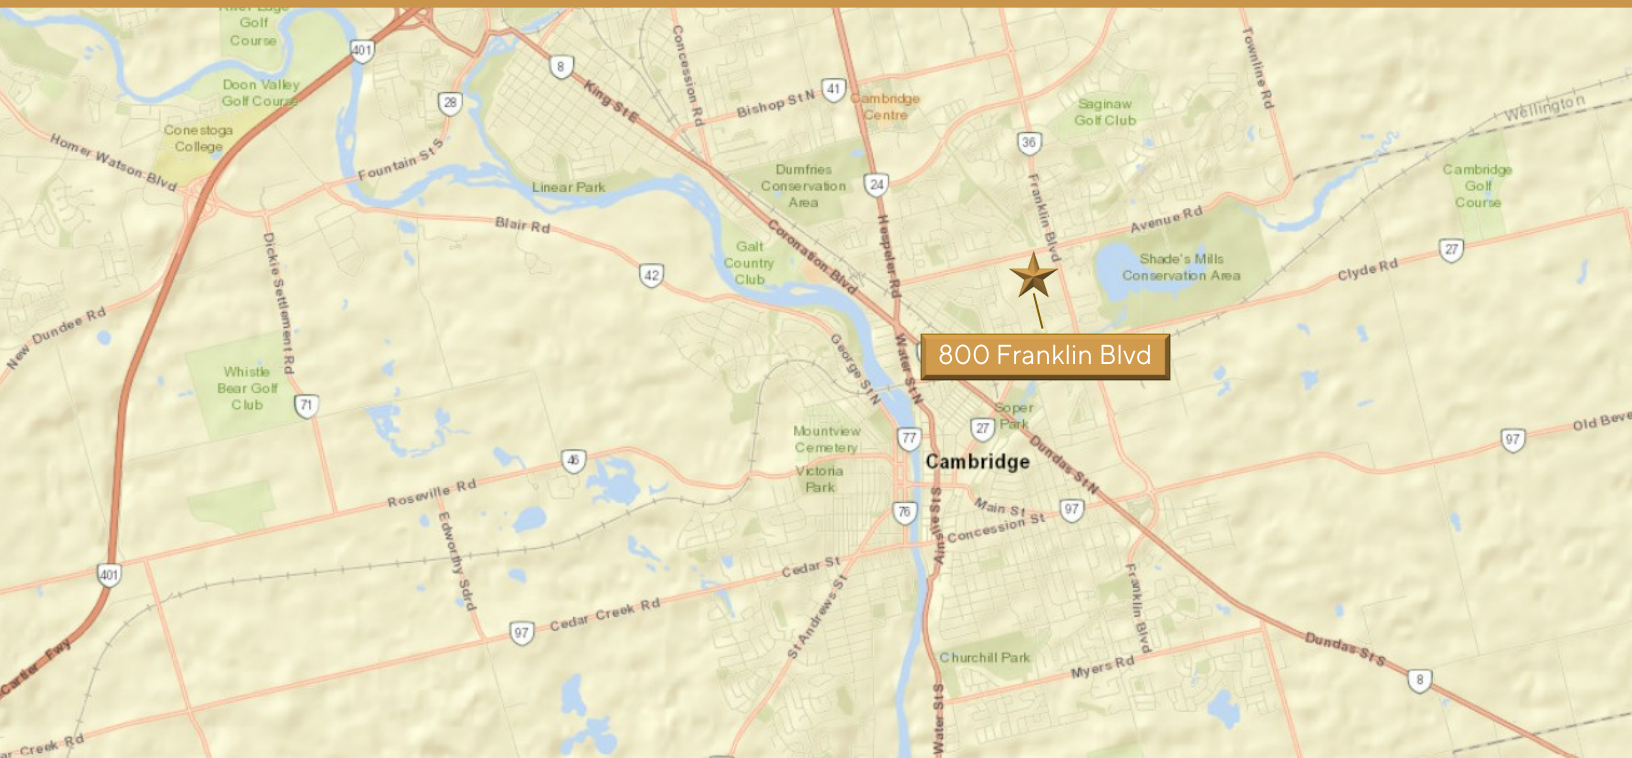 River Edge
Golf
Course
401
8
28
King St E
Concession Rd
Bishop St N
41
Cambridge
Centre
Townline Rd
Wellington
Doon Valley
Golf Course
Conestoga
College
Homer Watson Blvd
Fountain St S
Saginaw
Golf Club
36
Dumfries
Conservation
Area
24
Linear Park
Franklin Blvd
Cambridge
Golf
Course
Blair Rd
Avenue Rd
Hespeler Rd
Coronation Blvd
Galt
Country
Club
42
27
Clyde Rd
Shade's Mills
Conservation Area
Dickie Settlement Rd
New Dundee Rd
800 Franklin Blvd
George St N
Water St N
Whistle
Bear Golf
Club
71
Soper
Park
27
Mountview
Cemetery
77
97
Old Beve
Cambridge
Dundas St N
46
Victoria
Park
Roseville Rd
76
Main St
97
Concession St
Ainslie St S
Edworthy Sdrd
401
Cedar St
Cedar Creek Rd
97
St Andrews St
Franklin Blvd
Churchill Park
Myers Rd
Dundas St S
8
Cartier Fwy
Water St S
ar Creek Rd